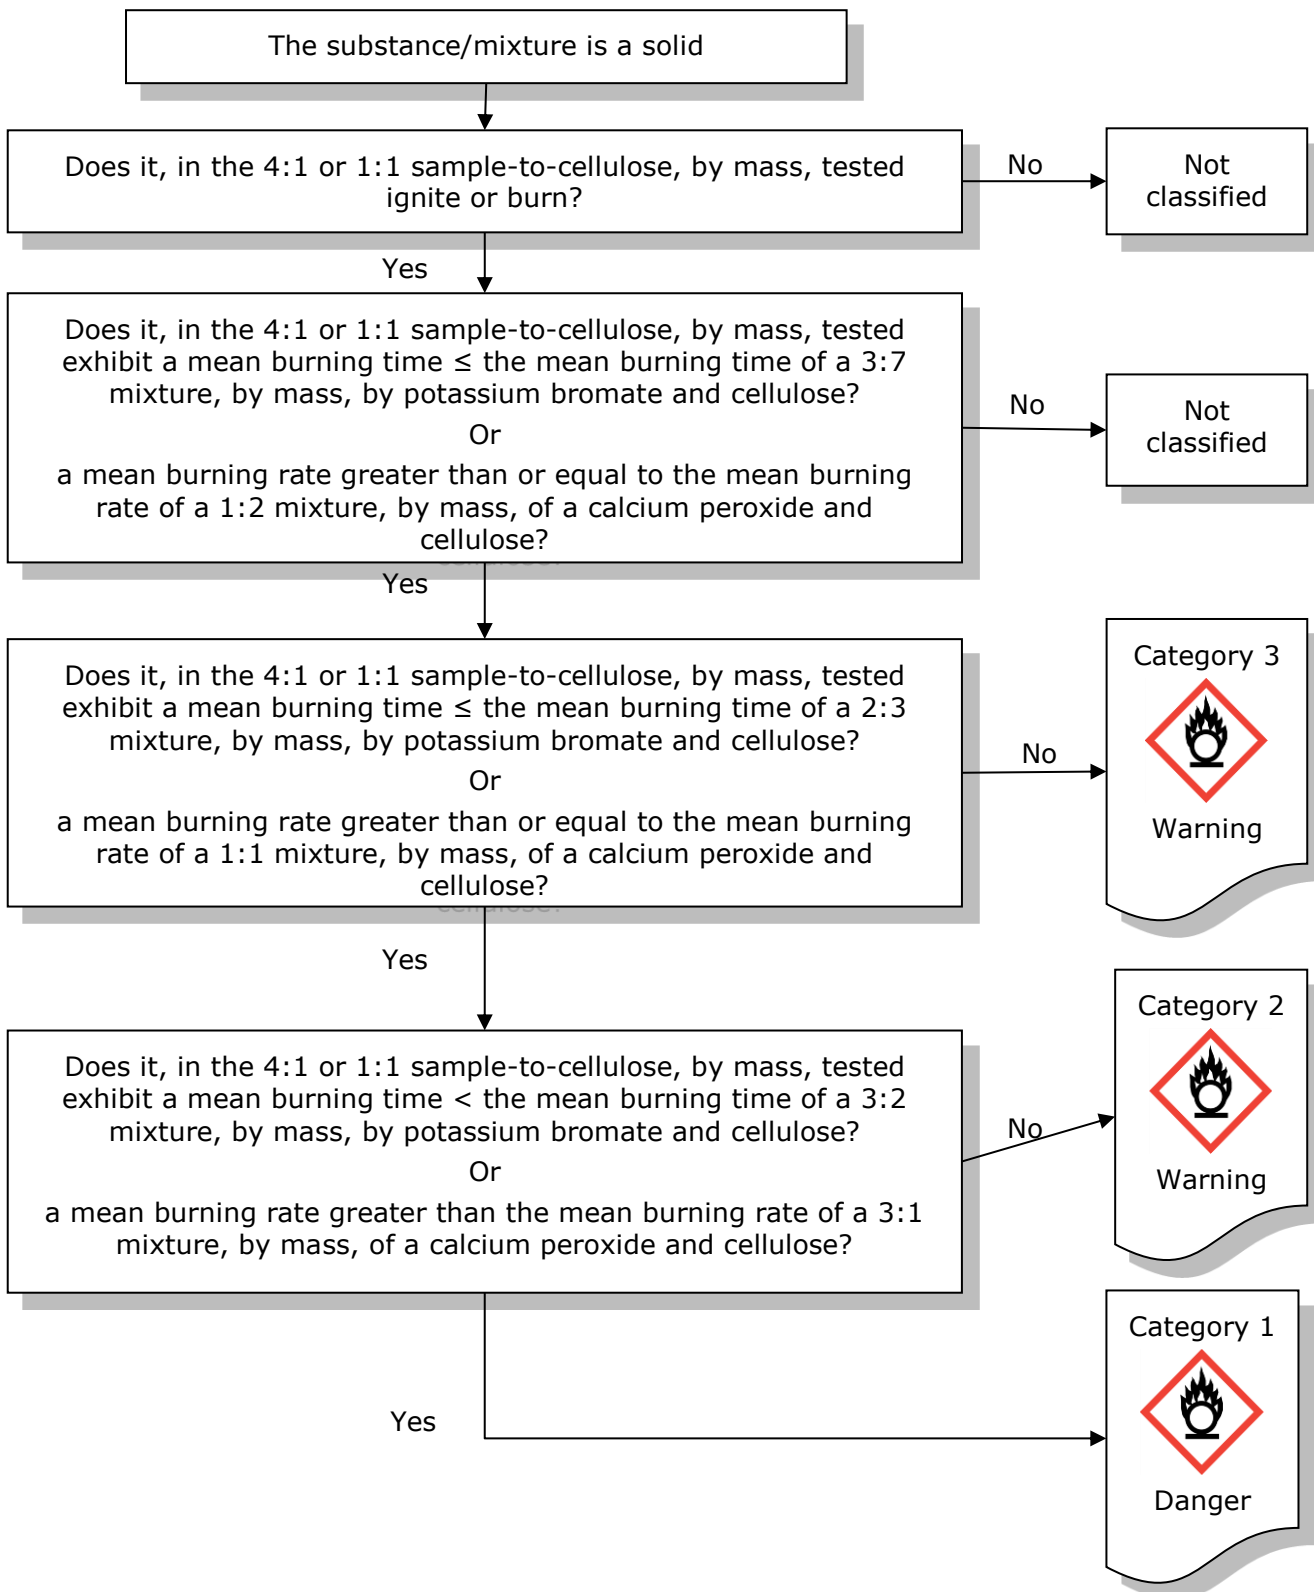 The substance/mixture is a solid
Does it, in the 4:1 or 1:1 sample-to-cellulose, by mass, tested
ignite or burn?
No
Not
classified
Yes
Does it, in the 4:1 or 1:1 sample-to-cellulose, by mass, tested
exhibit a mean burning time ≤ the mean burning time of a 3:7
mixture, by mass, by potassium bromate and cellulose?
Or
a mean burning rate greater than or equal to the mean burning
rate of a 1:2 mixture, by mass, of a calcium peroxide and
cellulose?
No
Not
classified
Yes
Does it, in the 4:1 or 1:1 sample-to-cellulose, by mass, tested
exhibit a mean burning time ≤ the mean burning time of a 2:3
mixture, by mass, by potassium bromate and cellulose?
Or
a mean burning rate greater than or equal to the mean burning
rate of a 1:1 mixture, by mass, of a calcium peroxide and
cellulose?
No
Category 3
Warning
Yes
Does it, in the 4:1 or 1:1 sample-to-cellulose, by mass, tested
exhibit a mean burning time < the mean burning time of a 3:2
mixture, by mass, by potassium bromate and cellulose?
Or
a mean burning rate greater than the mean burning rate of a 3:1
mixture, by mass, of a calcium peroxide and cellulose?
No
Category 2
Warning
Yes
Category 1
Danger